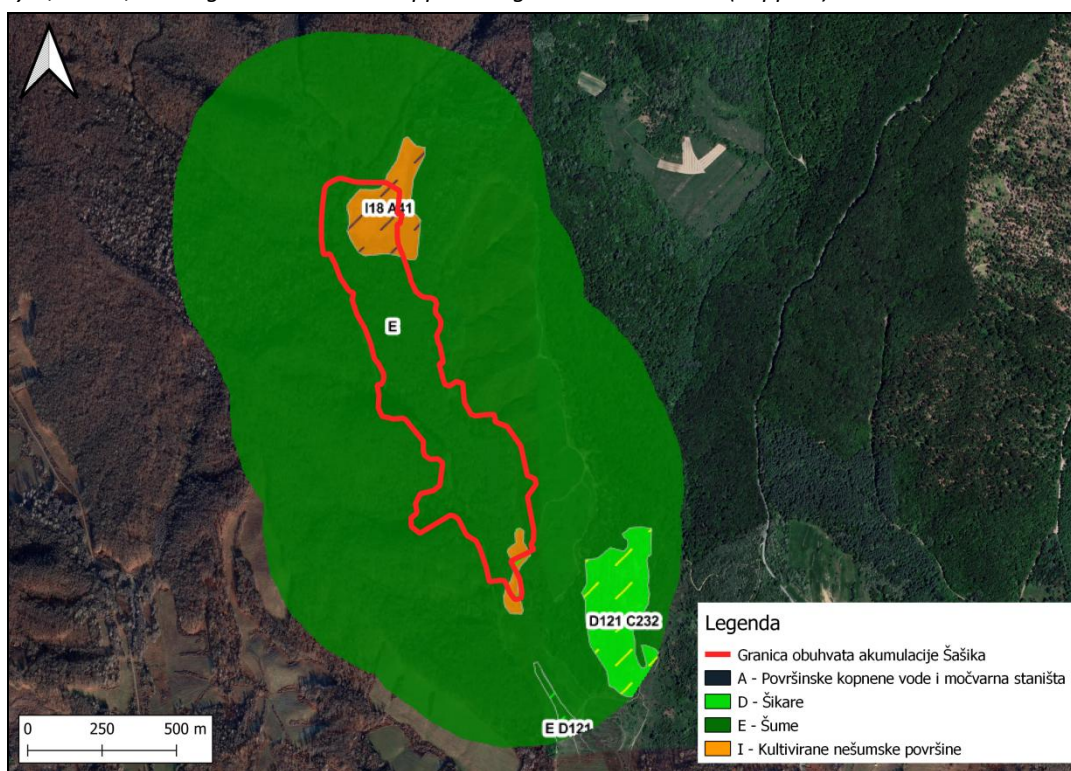 I18 A41
E
D121 C232
E D121
0 250 500 m
Legenda
Granica obuhvata akumulacije Šašika
A - Površinske kopnene vode i močvarna staništa
D - Šikare
E - Šume
I - Kultivirane nešumske površine